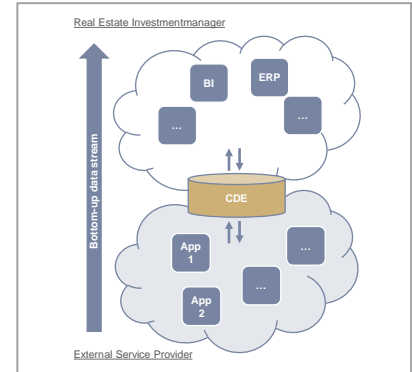 Real Estate Investmentmanager
BI
ERP
...
...
Bottom-up data stream
CDE
App
1
...
...
App
2
External Service Provider